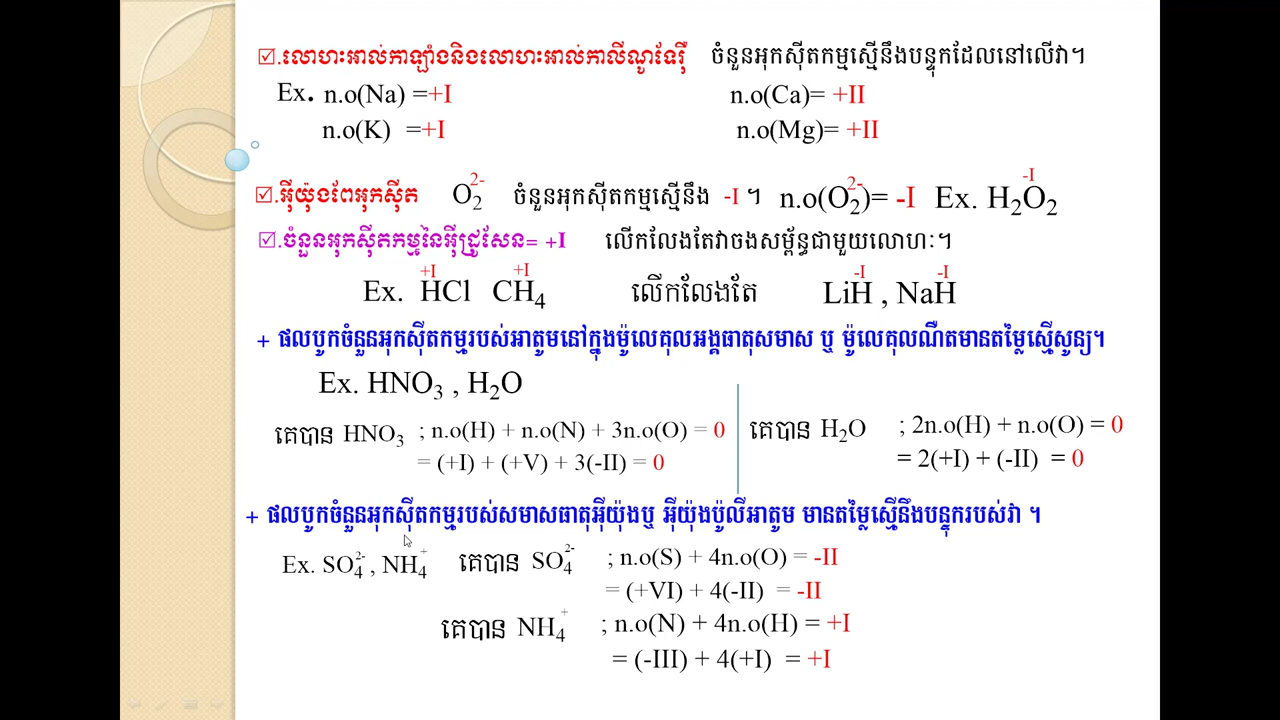 ☑.លោហះអាល់កាឡាំងនិងលោហះអាល់កាលីណូទែរ៉ឺ ចំនួនអុកស៊ីតកម្មស្មើនឹងបន្ទុកដែលនៅលើវា។
Ex. n.o(Na) =+I n.o(Ca)= +II
n.o(K) =+I n.o(Mg)= +II
☑.អ៊ីយ៉ុងពែអុកស៊ីត O₂²⁻ ចំនួនអុកស៊ីតកម្មស្មើនឹង -I ។ n.o(O₂²⁻)= -I Ex. H₂O₂ -I
☑.ចំនួនអុកស៊ីតកម្មនៃអ៊ីដ្រូសែន= +I លើកលែងតែវាចងសម្ព័ន្ធជាមួយលោហៈ។
+I +I -I -I
Ex. HCl CH₄ លើកលែងតែ LiH , NaH
+ ផលបូកចំនួនអុកស៊ីតកម្មរបស់អាតូមនៅក្នុងម៉ូលេគុលអង្គធាតុសមាស ឬ ម៉ូលេគុលណឺតមានតម្លៃស្មើសូន្យ។
Ex. HNO₃ , H₂O
គេបាន HNO₃ ; n.o(H) + n.o(N) + 3n.o(O) = 0
= (+I) + (+V) + 3(-II) = 0
គេបាន H₂O ; 2n.o(H) + n.o(O) = 0
= 2(+I) + (-II) = 0
+ ផលបូកចំនួនអុកស៊ីតកម្មរបស់សមាសធាតុអ៊ីយ៉ុងឬ អ៊ីយ៉ុងប៉ូលីអាតូម មានតម្លៃស្មើនឹងបន្ទុករបស់វា ។
Ex. SO₄²⁻ , NH₄⁺ គេបាន SO₄²⁻ ; n.o(S) + 4n.o(O) = -II
= (+VI) + 4(-II) = -II
គេបាន NH₄⁺ ; n.o(N) + 4n.o(H) = +I
= (-III) + 4(+I) = +I